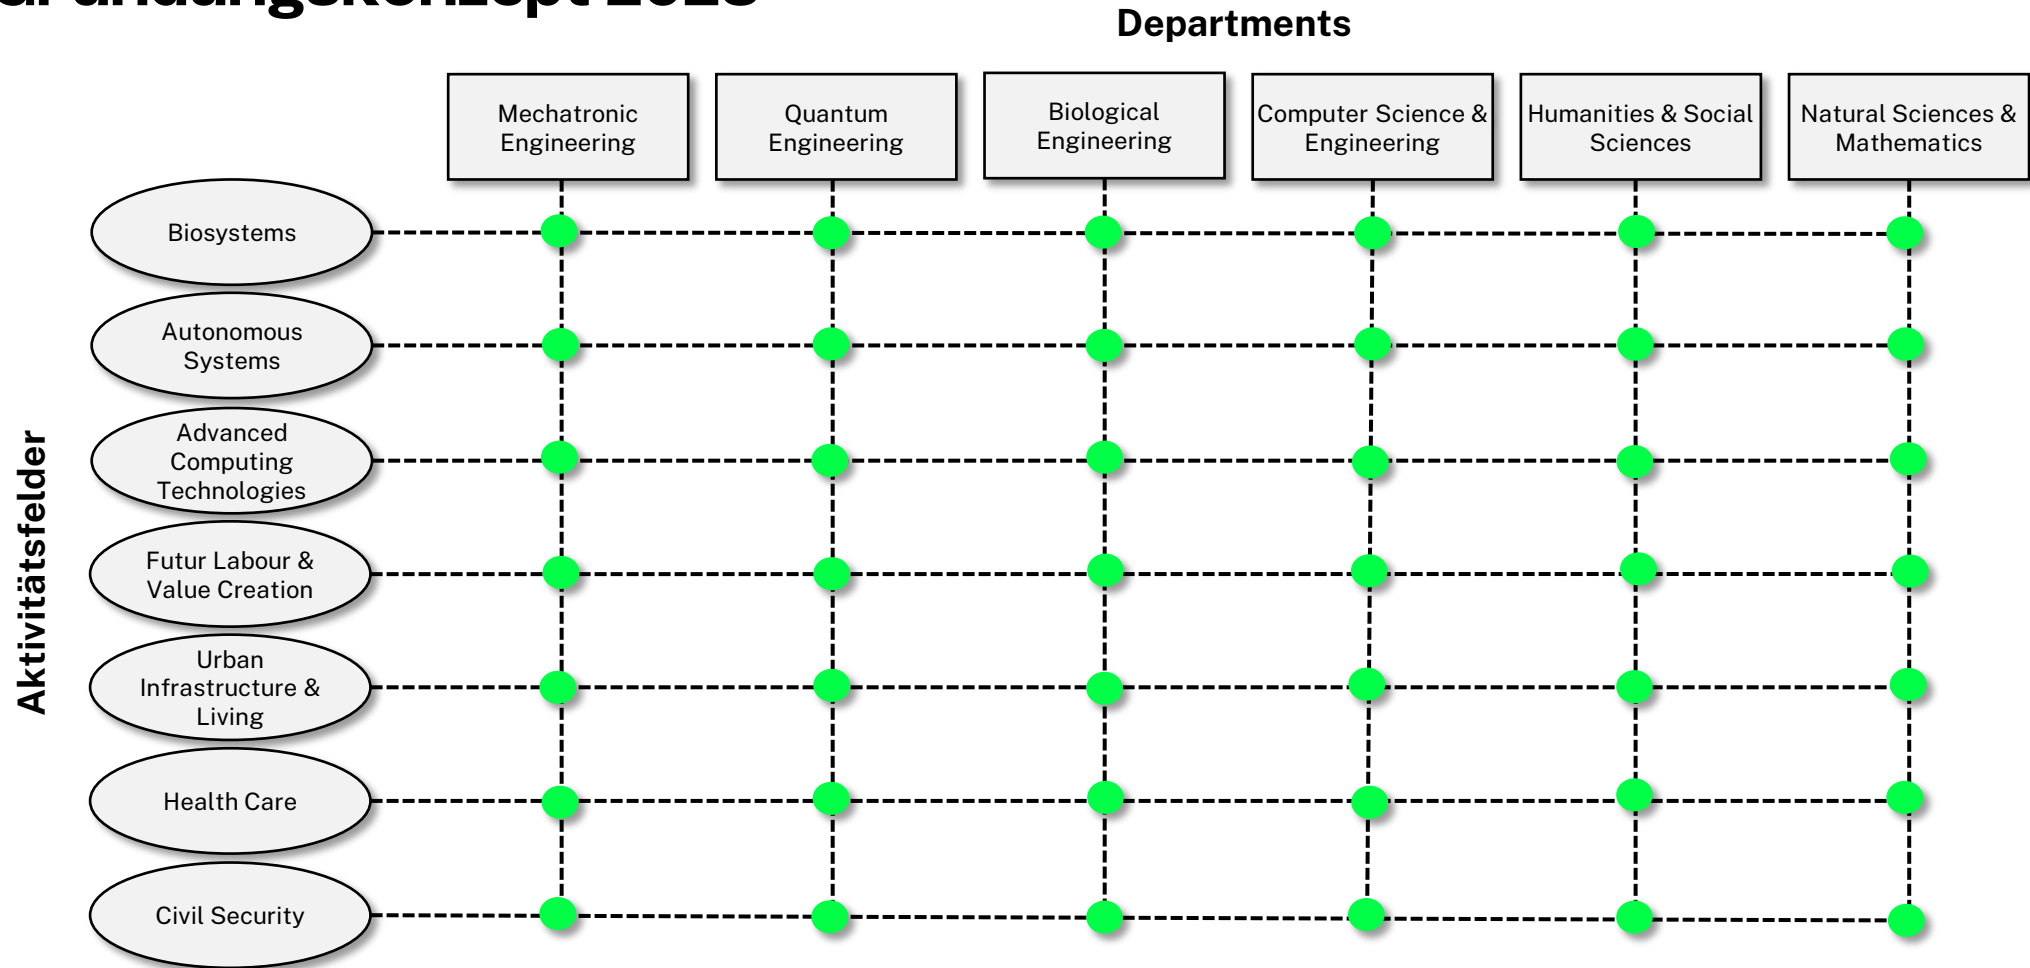 Departments
Mechatronic
Engineering
Quantum
Engineering
Biological
Engineering
Computer Science &
Engineering
Humanities & Social
Sciences
Natural Sciences &
Mathematics
Aktivitätsfelder
Biosystems
Autonomous
Systems
Advanced
Computing
Technologies
Futur Labour &
Value Creation
Urban
Infrastructure &
Living
Health Care
Civil Security